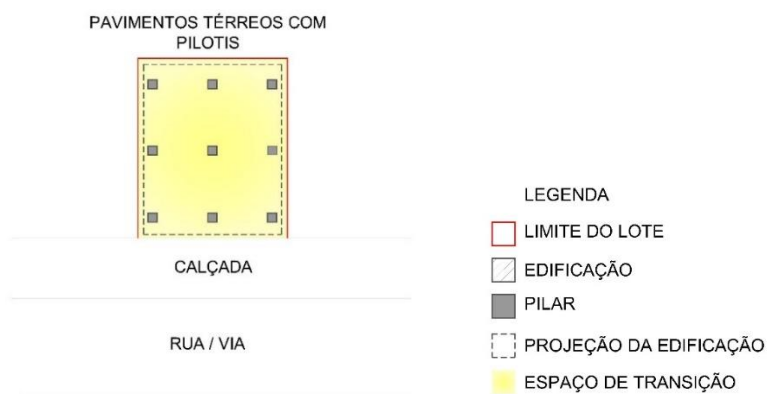 PAVIMENTOS TÉRREOS COM
PILOTIS
CALÇADA
RUA / VIA
LEGENDA
LIMITE DO LOTE
EDIFICAÇÃO
PILAR
PROJEÇÃO DA EDIFICAÇÃO
ESPAÇO DE TRANSIÇÃO